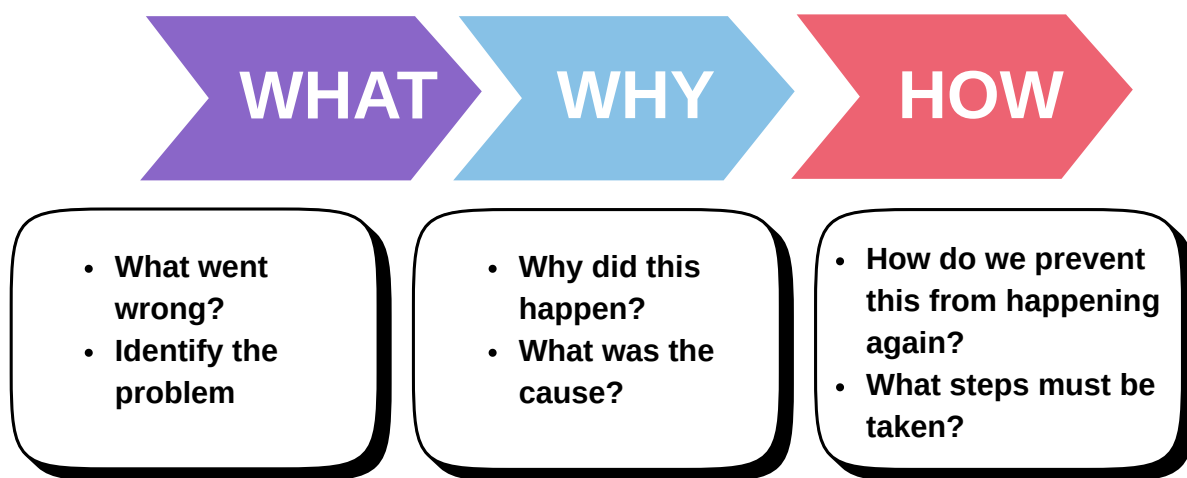 WHAT
WHY
HOW
• What went
wrong?
• Identify the
problem
• Why did this
happen?
• What was the
cause?
• How do we prevent
this from happening
again?
• What steps must be
taken?